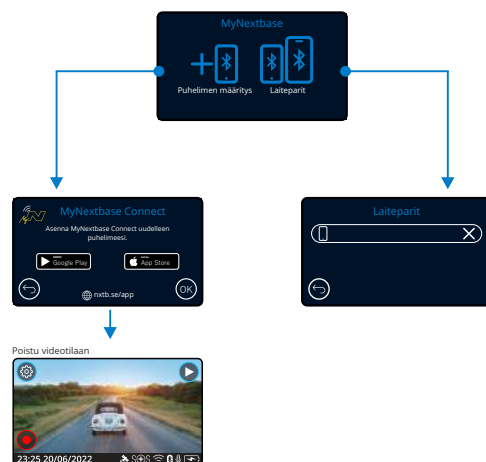 MyNextbase
Puhelimen määritys
Laiteparit
MyNextbase Connect
Asenna MyNextbase Connect uudelleen
puhelimeesi.
Google Play
App Store
nxtb.se/app
OK
Laiteparit
Poistu videotilaan
23:25 20/06/2022
SOS